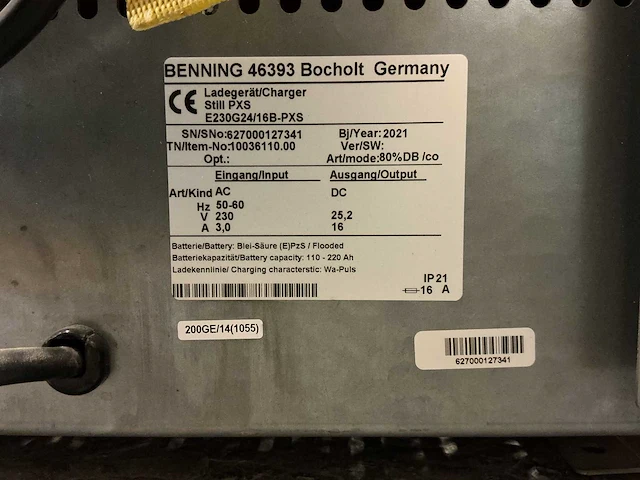 BENNING 46393 Bocholt Germany
CE Ladegerät/Charger
Still PXS
E230G24/16B-PXS
SN/SNo:627000127341 Bj/Year: 2021
TN/Item-No:10036110.00 Ver/SW:
Opt.: Art/mode:80%DB /co
Eingang/Input Ausgang/Output
Art/Kind AC DC
Hz 50-60
V 230 25,2
A 3,0 16
Batterie/Battery: Blei-Säure (E)PzS / Flooded
Batteriekapazität/Battery capacity: 110 - 220 Ah
Ladekennlinie/ Charging characterstic: Wa-Puls
IP21
16 A
200GE/14(1055)
627000127341